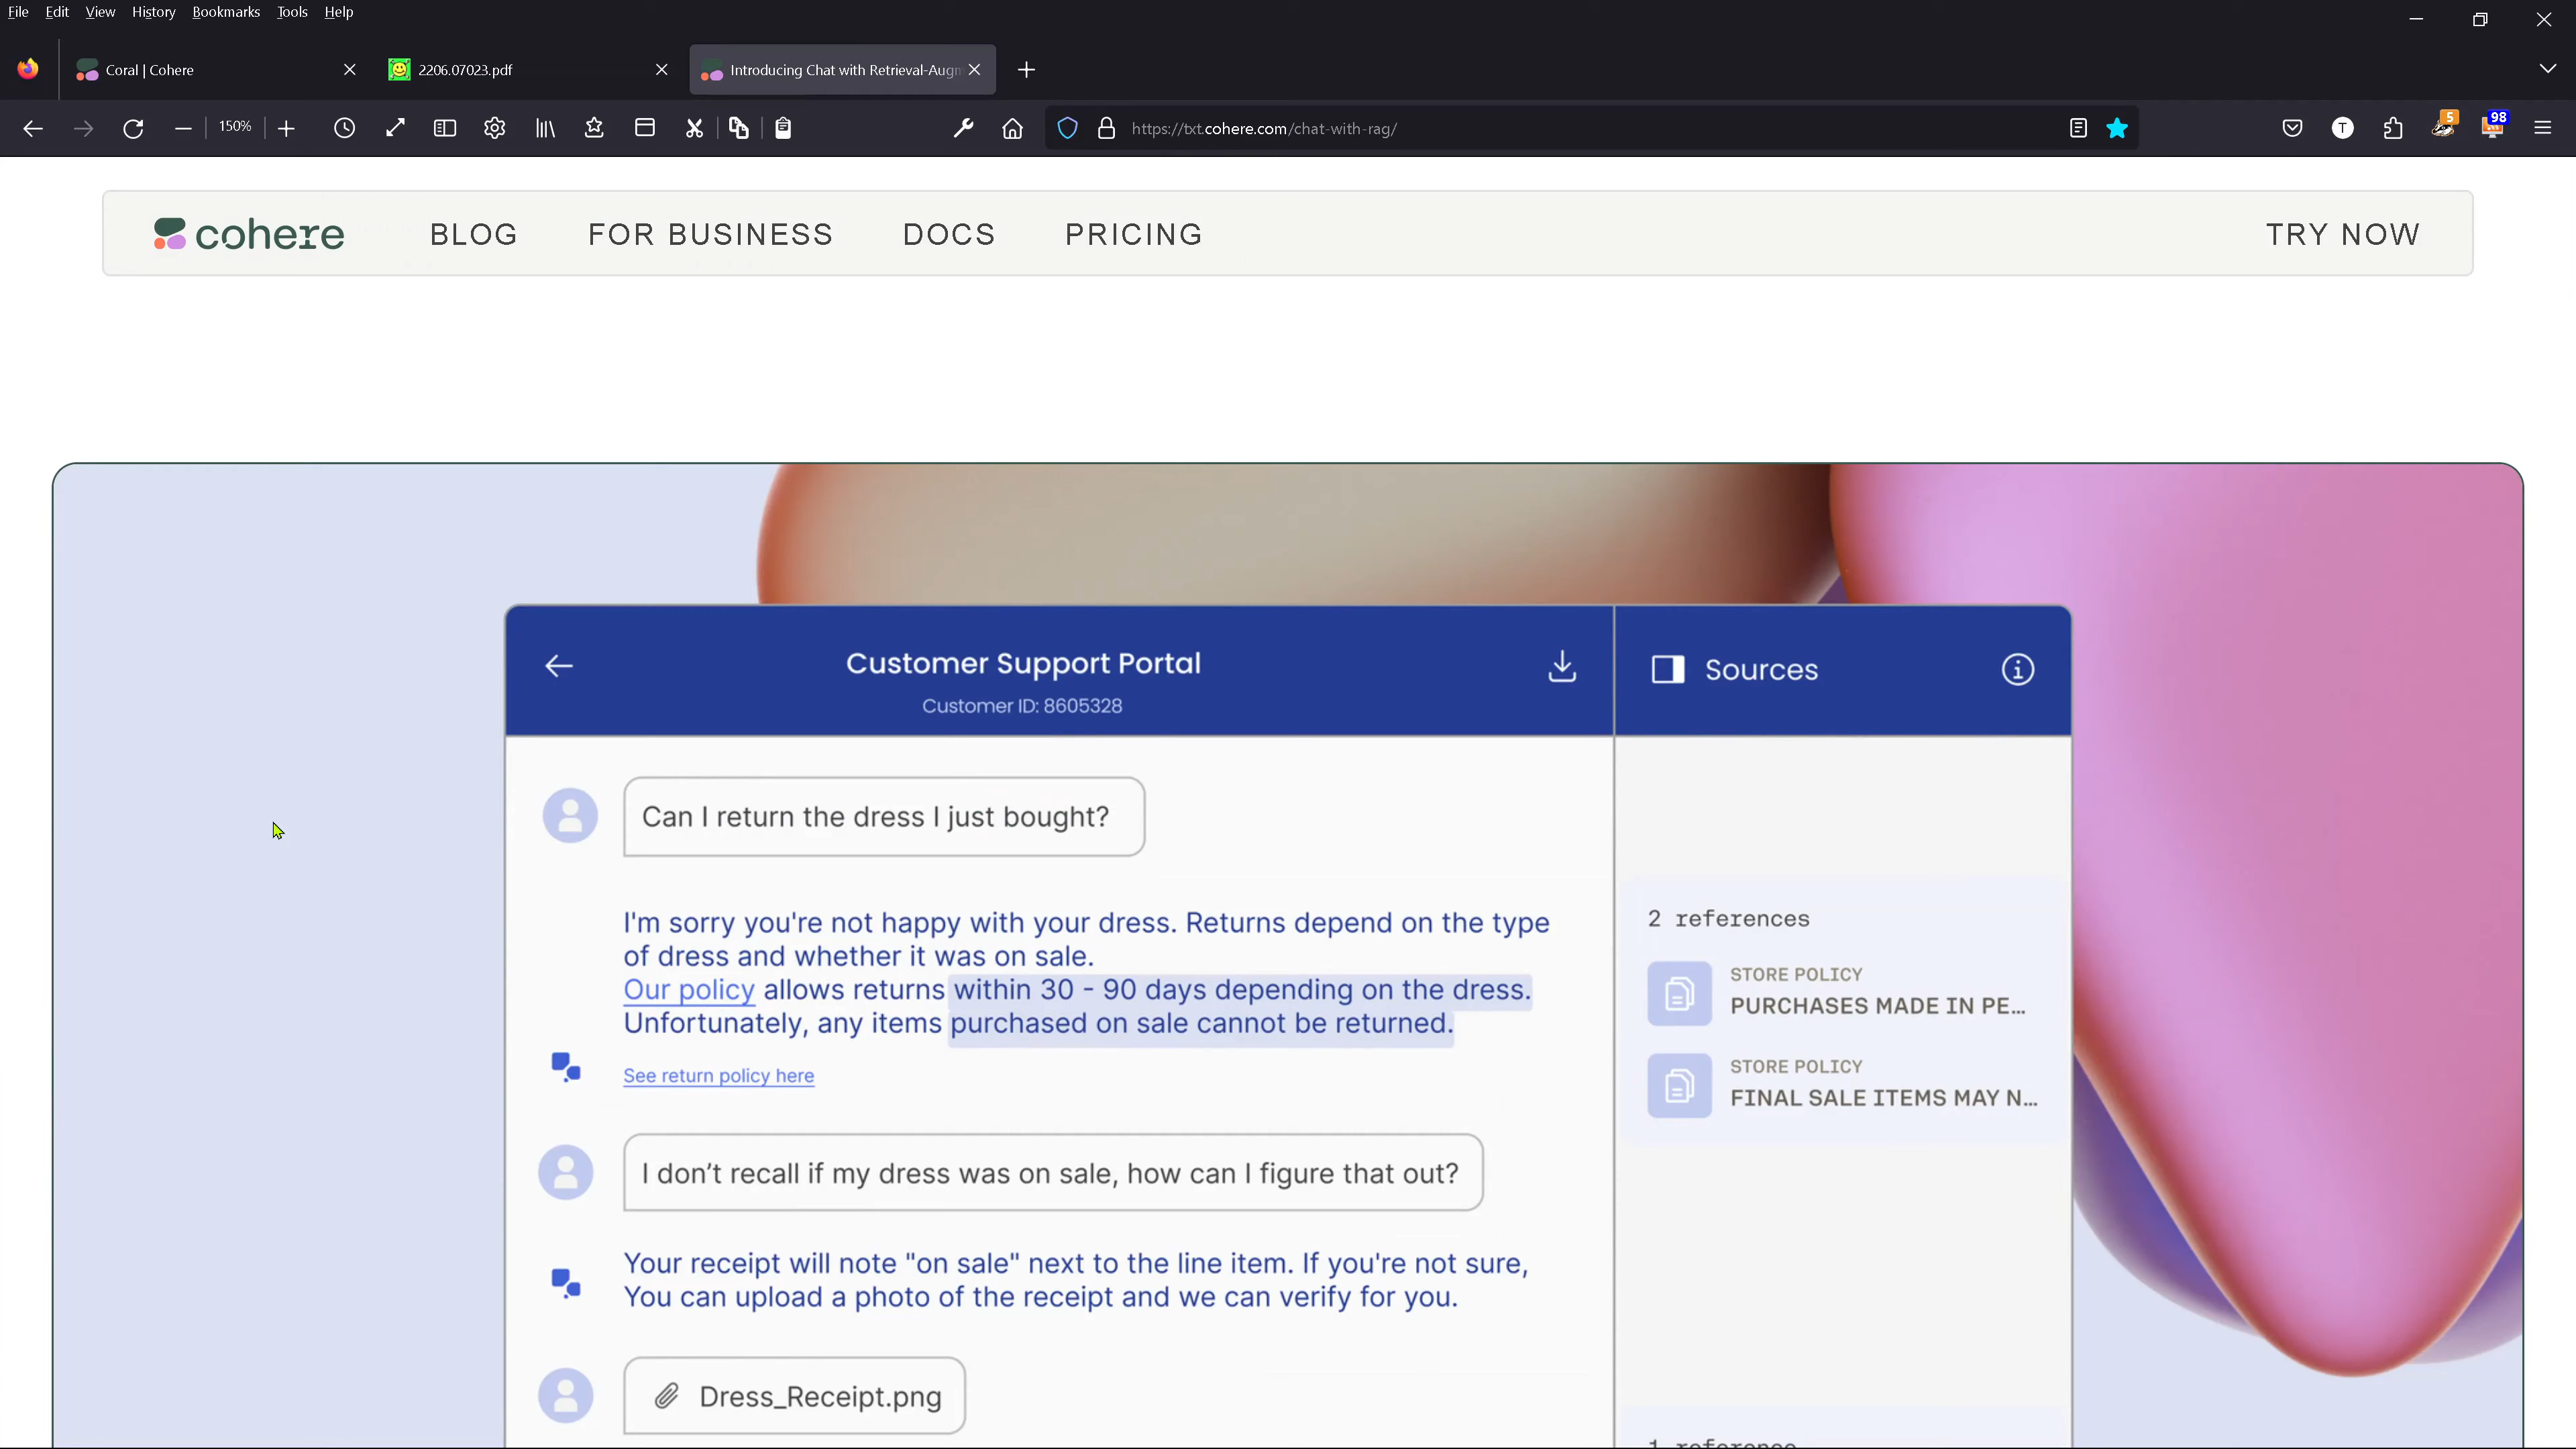 File Edit View History Bookmarks Tools Help
Coral | Cohere
2206.07023.pdf
Introducing Chat with Retrieval-Augm
150%
https://txt.cohere.com/chat-with-rag/
T
5
98
cohere BLOG FOR BUSINESS DOCS PRICING TRY NOW
Customer Support Portal
Customer ID: 8605328
Sources
Can I return the dress I just bought?
I'm sorry you're not happy with your dress. Returns depend on the type
of dress and whether it was on sale.
Our policy allows returns within 30 - 90 days depending on the dress.
Unfortunately, any items purchased on sale cannot be returned.
See return policy here
2 references
STORE POLICY
PURCHASES MADE IN PE...
STORE POLICY
FINAL SALE ITEMS MAY N...
I don’t recall if my dress was on sale, how can I figure that out?
Your receipt will note "on sale" next to the line item. If you're not sure,
You can upload a photo of the receipt and we can verify for you.
Dress_Receipt.png
1 reference